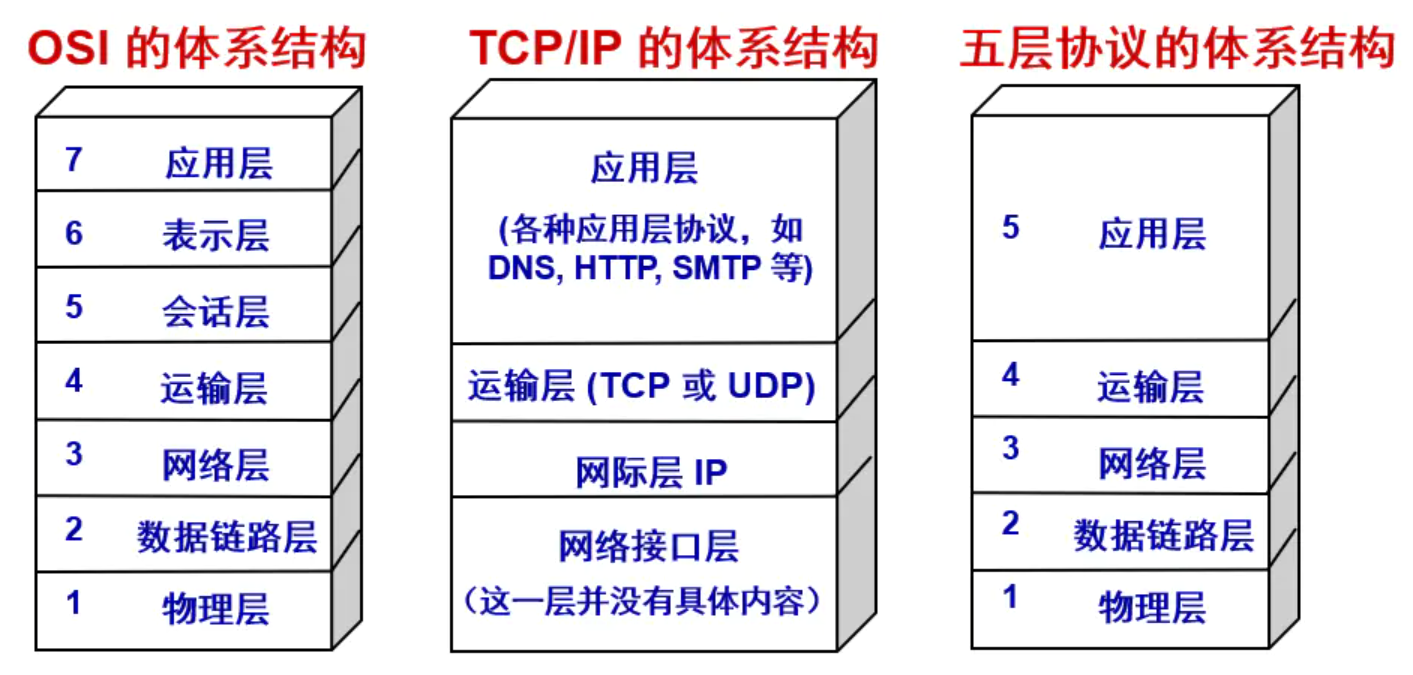 OSI 的体系结构
7 应用层
6 表示层
5 会话层
4 运输层
3 网络层
2 数据链路层
1 物理层
TCP/IP 的体系结构
应用层
(各种应用层协议，如
DNS, HTTP, SMTP 等)
运输层 (TCP 或 UDP)
网际层 IP
网络接口层
（这一层并没有具体内容）
五层协议的体系结构
5 应用层
4 运输层
3 网络层
2 数据链路层
1 物理层